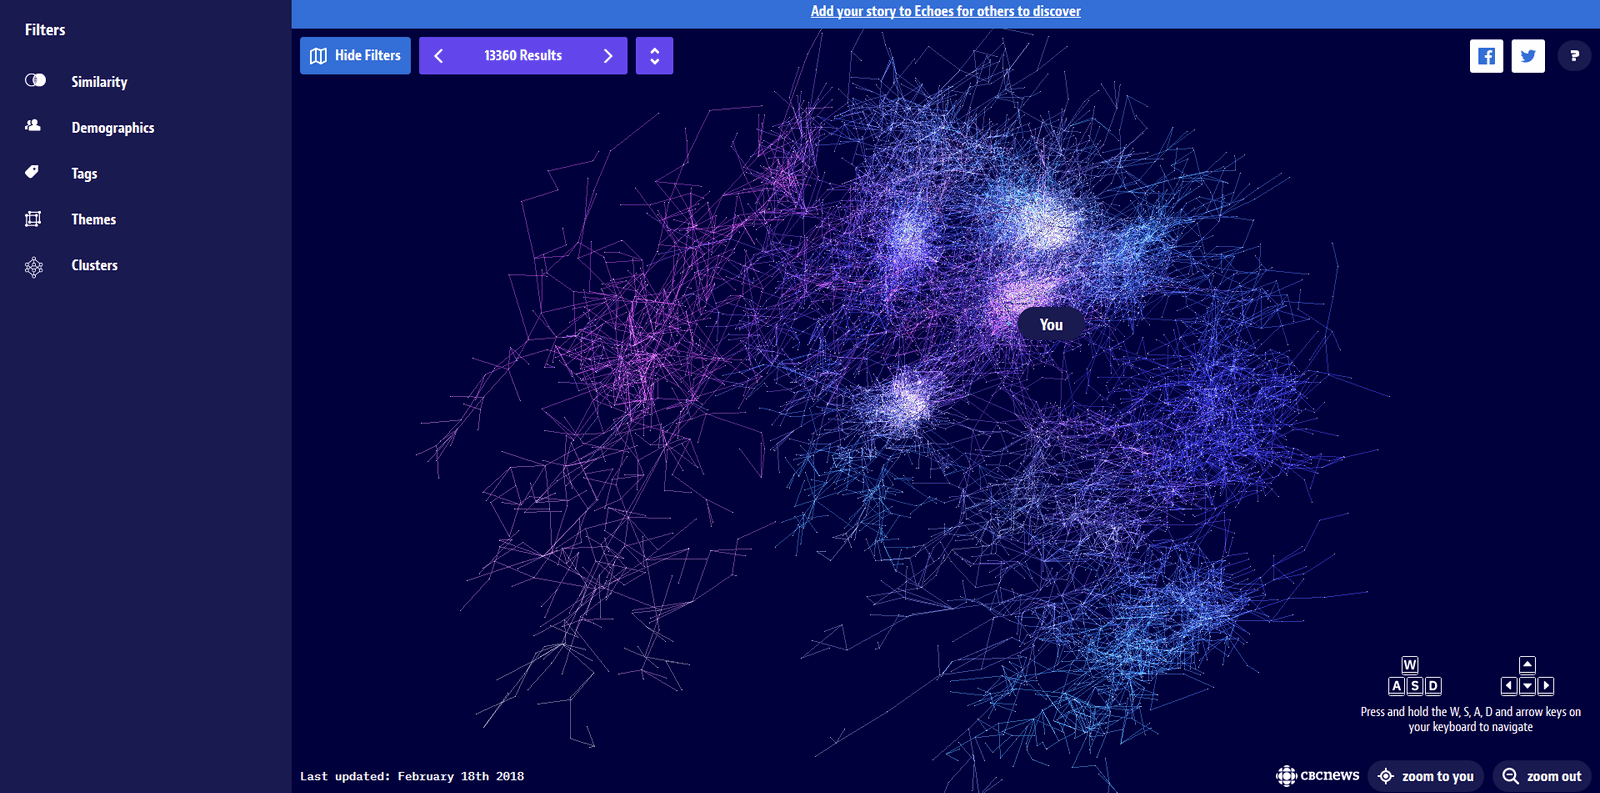 Add your story to Echoes for others to discover
Filters
Hide Filters
13360 Results
?
Similarity
Demographics
Tags
Themes
Clusters
You
W
A S D
Press and hold the W, S, A, D and arrow keys on
your keyboard to navigate
Last updated: February 18th 2018
CBCNEWS
zoom to you
zoom out